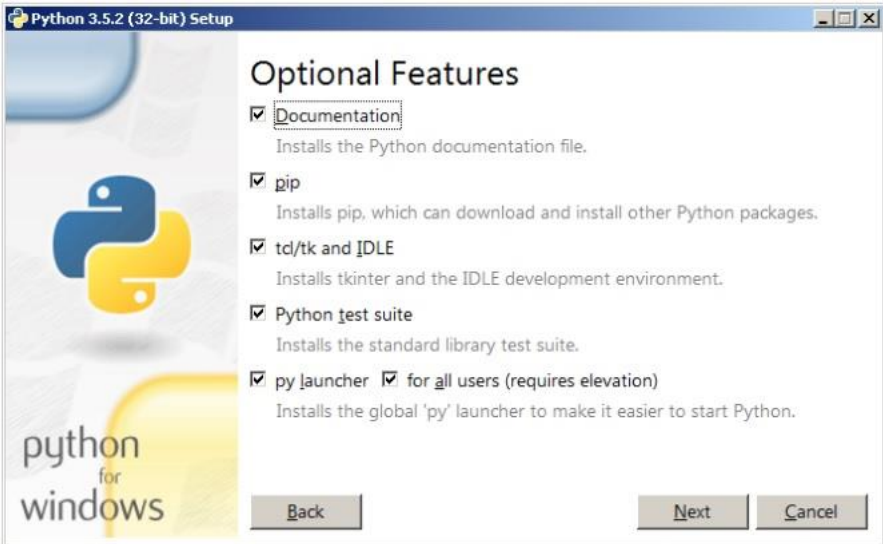 Python 3.5.2 (32-bit) Setup
Optional Features
Documentation
Installs the Python documentation file.
pip
Installs pip, which can download and install other Python packages.
tcl/tk and IDLE
Installs tkinter and the IDLE development environment.
Python test suite
Installs the standard library test suite.
py launcher for all users (requires elevation)
Installs the global 'py' launcher to make it easier to start Python.
python
for
windows
Back Next Cancel